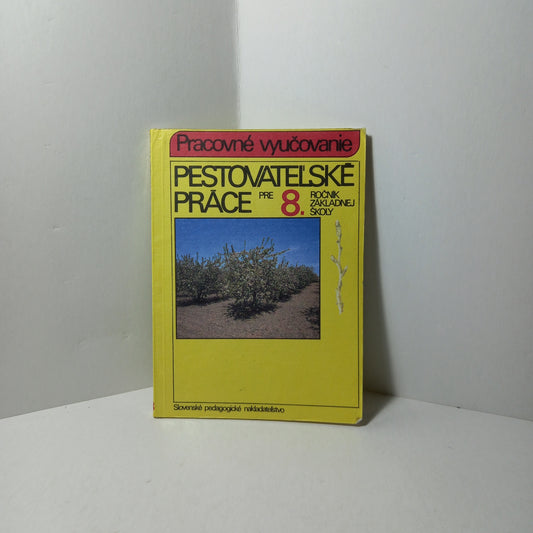 Pracovné vyučovanie
PESTOVATEĽSKÉ
PRÁCE PRE 8. ROČNÍK
ZÁKLADNEJ
ŠKOLY
Slovenské pedagogické nakladateľstvo